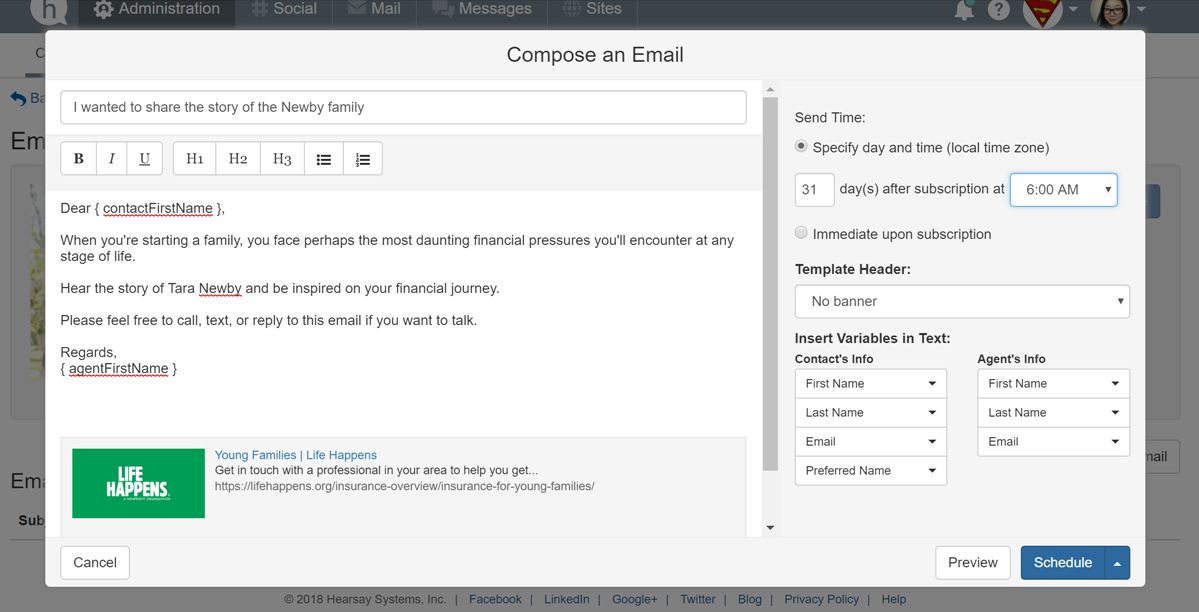 h
Administration
Social
Mail
Messages
Sites
?
Compose an Email
I wanted to share the story of the Newby family
B I U H1 H2 H3
Dear { contactFirstName },
When you're starting a family, you face perhaps the most daunting financial pressures you'll encounter at any
stage of life.
Hear the story of Tara Newby and be inspired on your financial journey.
Please feel free to call, text, or reply to this email if you want to talk.
Regards,
{ agentFirstName }
LIFE
HAPPENS
Young Families | Life Happens
Get in touch with a professional in your area to help you get...
https://lifehappens.org/insurance-overview/insurance-for-young-families/
Send Time:
Specify day and time (local time zone)
31 day(s) after subscription at 6:00 AM
Immediate upon subscription
Template Header:
No banner
Insert Variables in Text:
Contact's Info Agent's Info
First Name First Name
Last Name Last Name
Email Email
Preferred Name
Sub
Cancel Preview Schedule
© 2018 Hearsay Systems, Inc. | Facebook | LinkedIn | Google+ | Twitter | Blog | Privacy Policy | Help